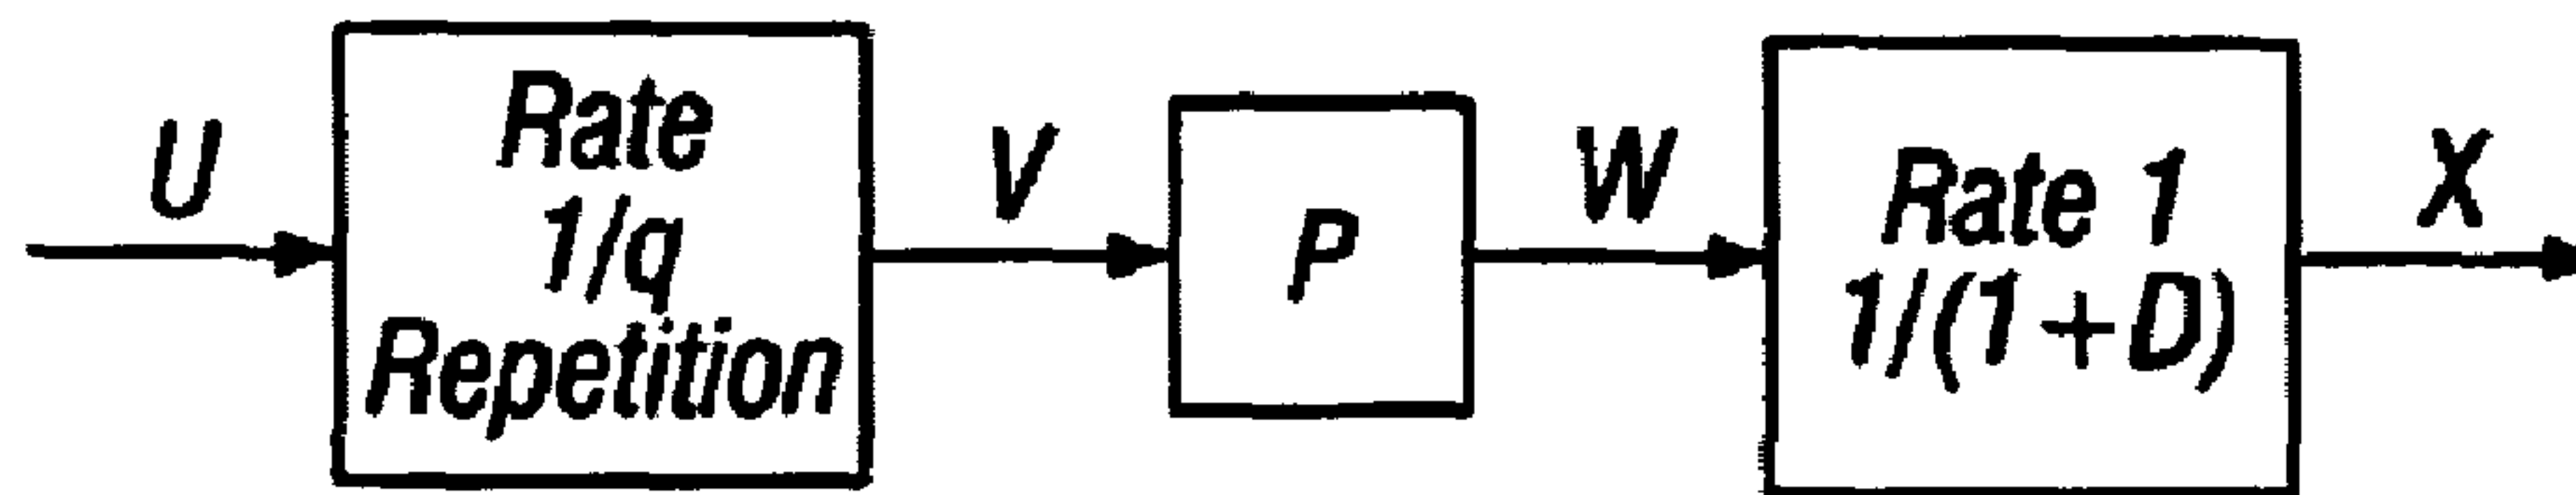 U
Rate
1/q
Repetition
V
P
W
Rate 1
1/(1+D)
X